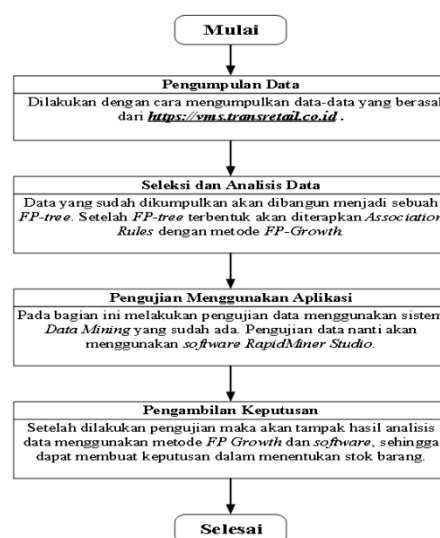 Mulai
Pengumpulan Data
Dilakukan dengan cara mengumpulkan data-data yang berasal
dari https://vms.transretail.co.id .
Seleksi dan Analisis Data
Data yang sudah dikumpulkan akan dibangun menjadi sebuah
FP-tree. Setelah FP-tree terbentuk akan diterapkan Association
Rules dengan metode FP-Growth.
Pengujian Menggunakan Aplikasi
Pada bagian ini melakukan pengujian data menggunakan sistem
Data Mining yang sudah ada. Pengujian data nanti akan
menggunakan software RapidMiner Studio.
Pengambilan Keputusan
Setelah dilakukan pengujian maka akan tampak hasil analisis
data menggunakan metode FP Growth dan software, sehingga
dapat membuat keputusan dalam menentukan stok barang.
Selesai